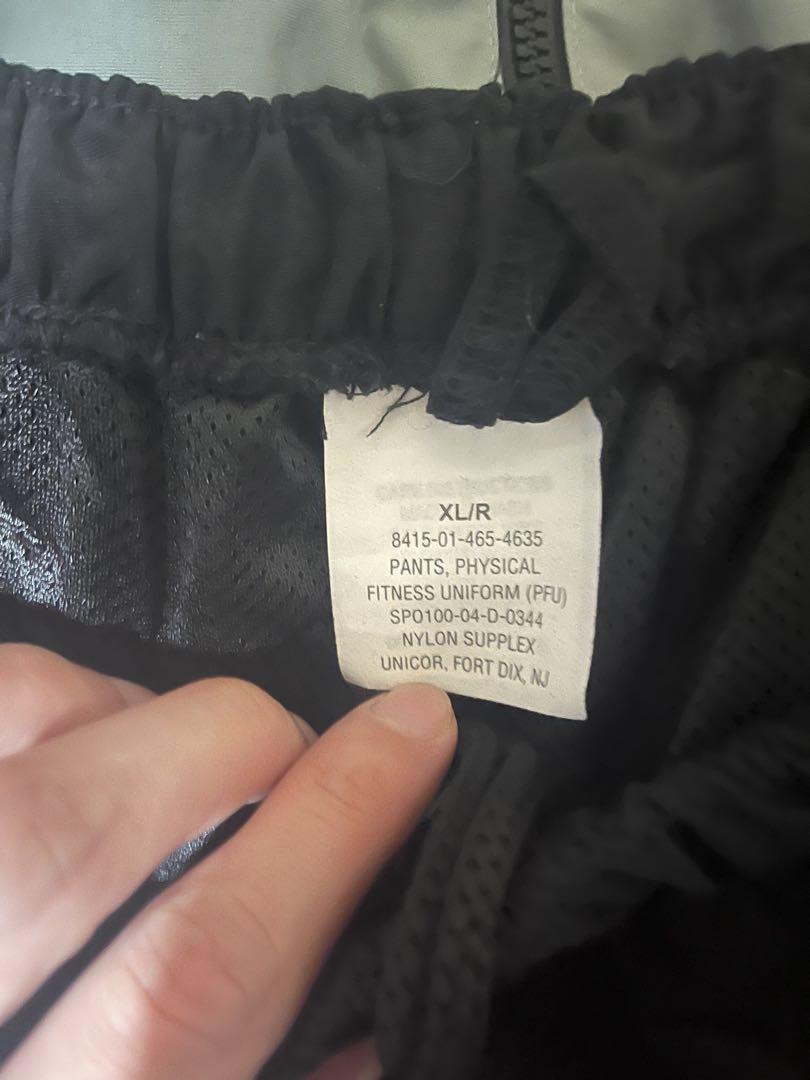 XL/R
8415-01-465-4635
PANTS, PHYSICAL
FITNESS UNIFORM (PFU)
SPO100-04-D-0344
NYLON SUPPLEX
UNICOR, FORT DIX, NJ